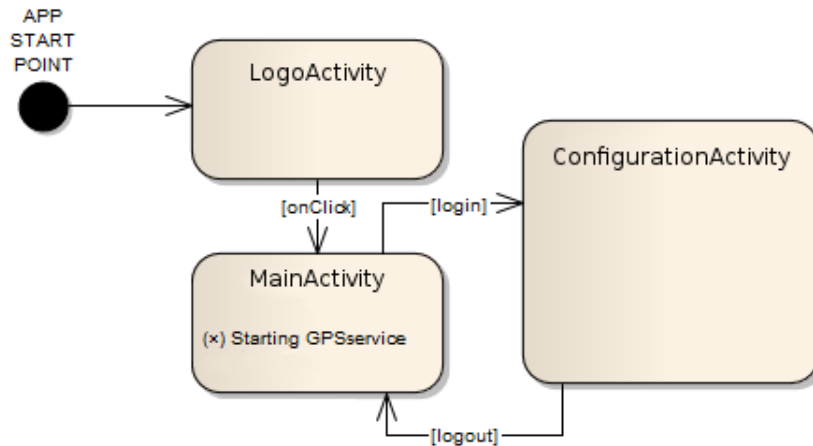 APP
START
POINT
LogoActivity
[onClick]
MainActivity
(×) Starting GPSservice
[login]
ConfigurationActivity
[logout]